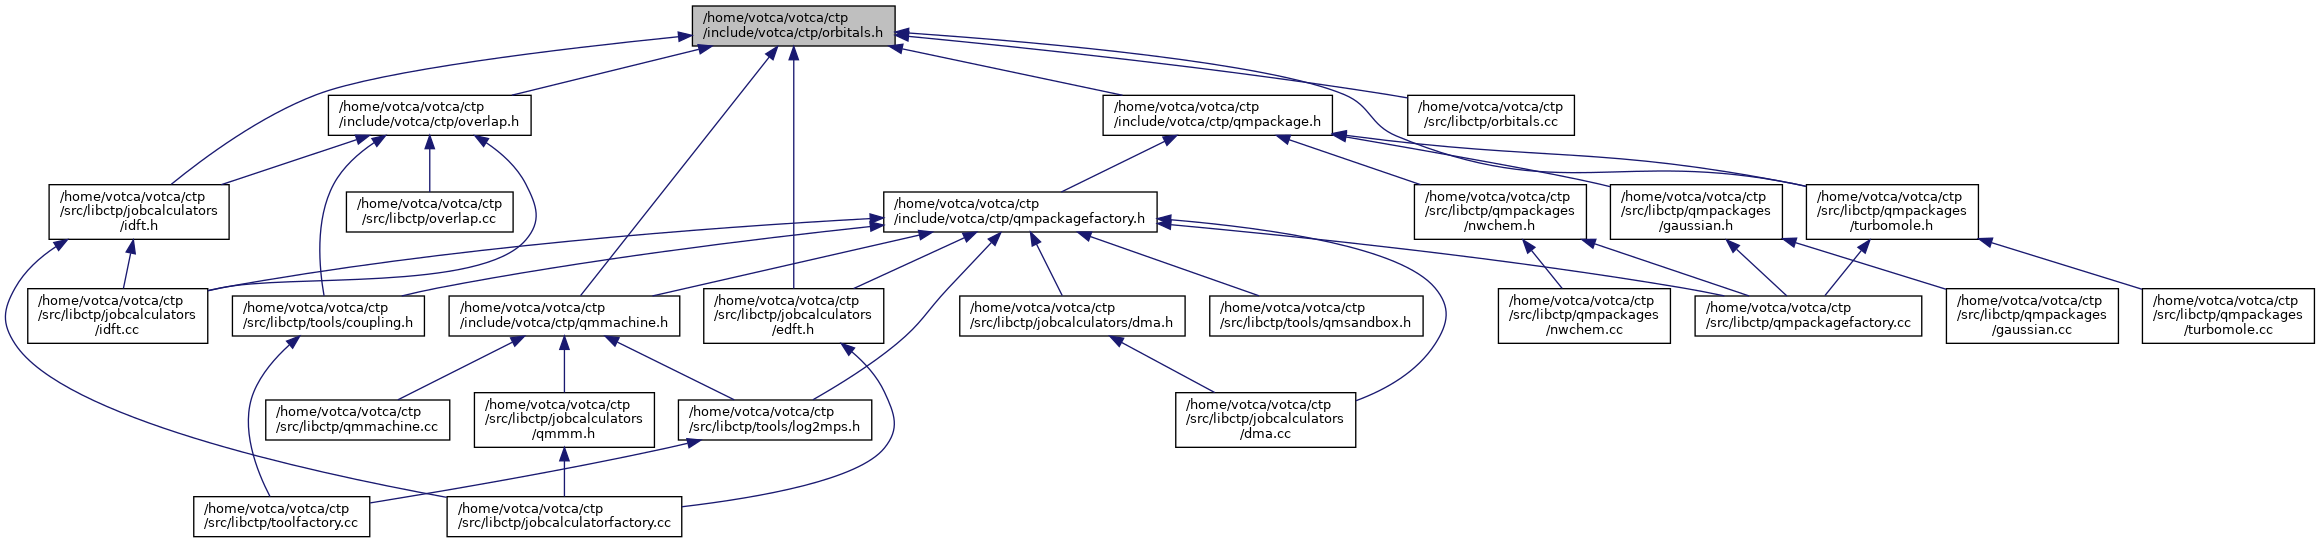 /home/votca/votca/ctp
/include/votca/ctp/orbitals.h
/home/votca/votca/ctp
/include/votca/ctp/overlap.h
/home/votca/votca/ctp
/include/votca/ctp/qmpackage.h
/home/votca/votca/ctp
/src/libctp/orbitals.cc
/home/votca/votca/ctp
/src/libctp/jobcalculators
/idft.h
/home/votca/votca/ctp
/src/libctp/overlap.cc
/home/votca/votca/ctp
/include/votca/ctp/qmpackagefactory.h
/home/votca/votca/ctp
/src/libctp/qmpackages
/nwchem.h
/home/votca/votca/ctp
/src/libctp/qmpackages
/gaussian.h
/home/votca/votca/ctp
/src/libctp/qmpackages
/turbomole.h
/home/votca/votca/ctp
/src/libctp/jobcalculators
/idft.cc
/home/votca/votca/ctp
/src/libctp/tools/coupling.h
/home/votca/votca/ctp
/include/votca/ctp/qmmachine.h
/home/votca/votca/ctp
/src/libctp/jobcalculators
/edft.h
/home/votca/votca/ctp
/src/libctp/jobcalculators/dma.h
/home/votca/votca/ctp
/src/libctp/tools/qmsandbox.h
/home/votca/votca/ctp
/src/libctp/qmpackages
/nwchem.cc
/home/votca/votca/ctp
/src/libctp/qmpackagefactory.cc
/home/votca/votca/ctp
/src/libctp/qmpackages
/gaussian.cc
/home/votca/votca/ctp
/src/libctp/qmpackages
/turbomole.cc
/home/votca/votca/ctp
/src/libctp/qmmachine.cc
/home/votca/votca/ctp
/src/libctp/jobcalculators
/qmmm.h
/home/votca/votca/ctp
/src/libctp/tools/log2mps.h
/home/votca/votca/ctp
/src/libctp/jobcalculators
/dma.cc
/home/votca/votca/ctp
/src/libctp/toolfactory.cc
/home/votca/votca/ctp
/src/libctp/jobcalculatorfactory.cc